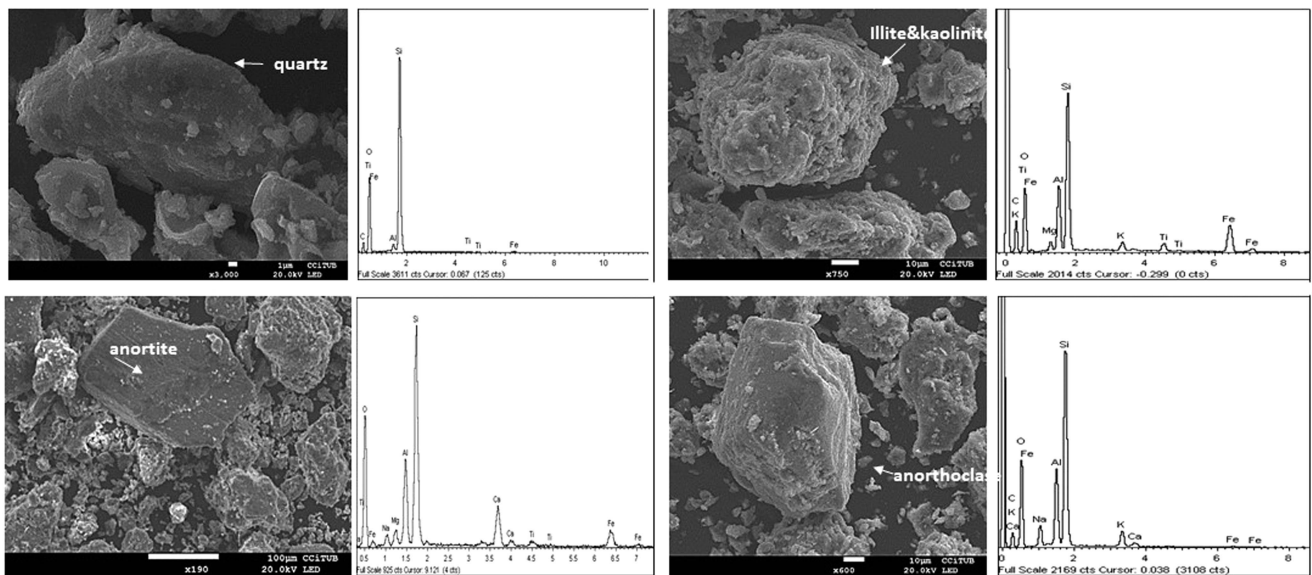 quartz
1µm CCiTUB
x3,000 20.0kV LED
Si
O
Ti
Fe
C
Al
Ti
Ti
Fe
0 2 4 6 8 10
Full Scale 3611 cts Cursor: 0.067 (125 cts)
Illite&kaolinite
10µm CCiTUB
x750 20.0kV LED
Si
O
Ti
Fe
Al
C
K
Mg
K
Ti
Ti
Fe
Fe
0 2 4 6 8
Full Scale 2014 cts Cursor: -0.299 (0 cts)
anortite
100µm CCiTUB
x190 20.0kV LED
Si
O
Al
Ti
Fe
Na
Mg
Ca
Ca
Ti
Ti
Fe
Fe
0.5 1 1.5 2 2.5 3 3.5 4 4.5 5 5.5 6 6.5 7
Full Scale 925 cts Cursor: 9.121 (4 cts)
anorthoclase
10µm CCiTUB
x600 20.0kV LED
Si
O
Fe
Al
C
K
Ca
Na
K
Ca
Fe
Fe
0 2 4 6 8
Full Scale 2169 cts Cursor: 0.038 (3108 cts)